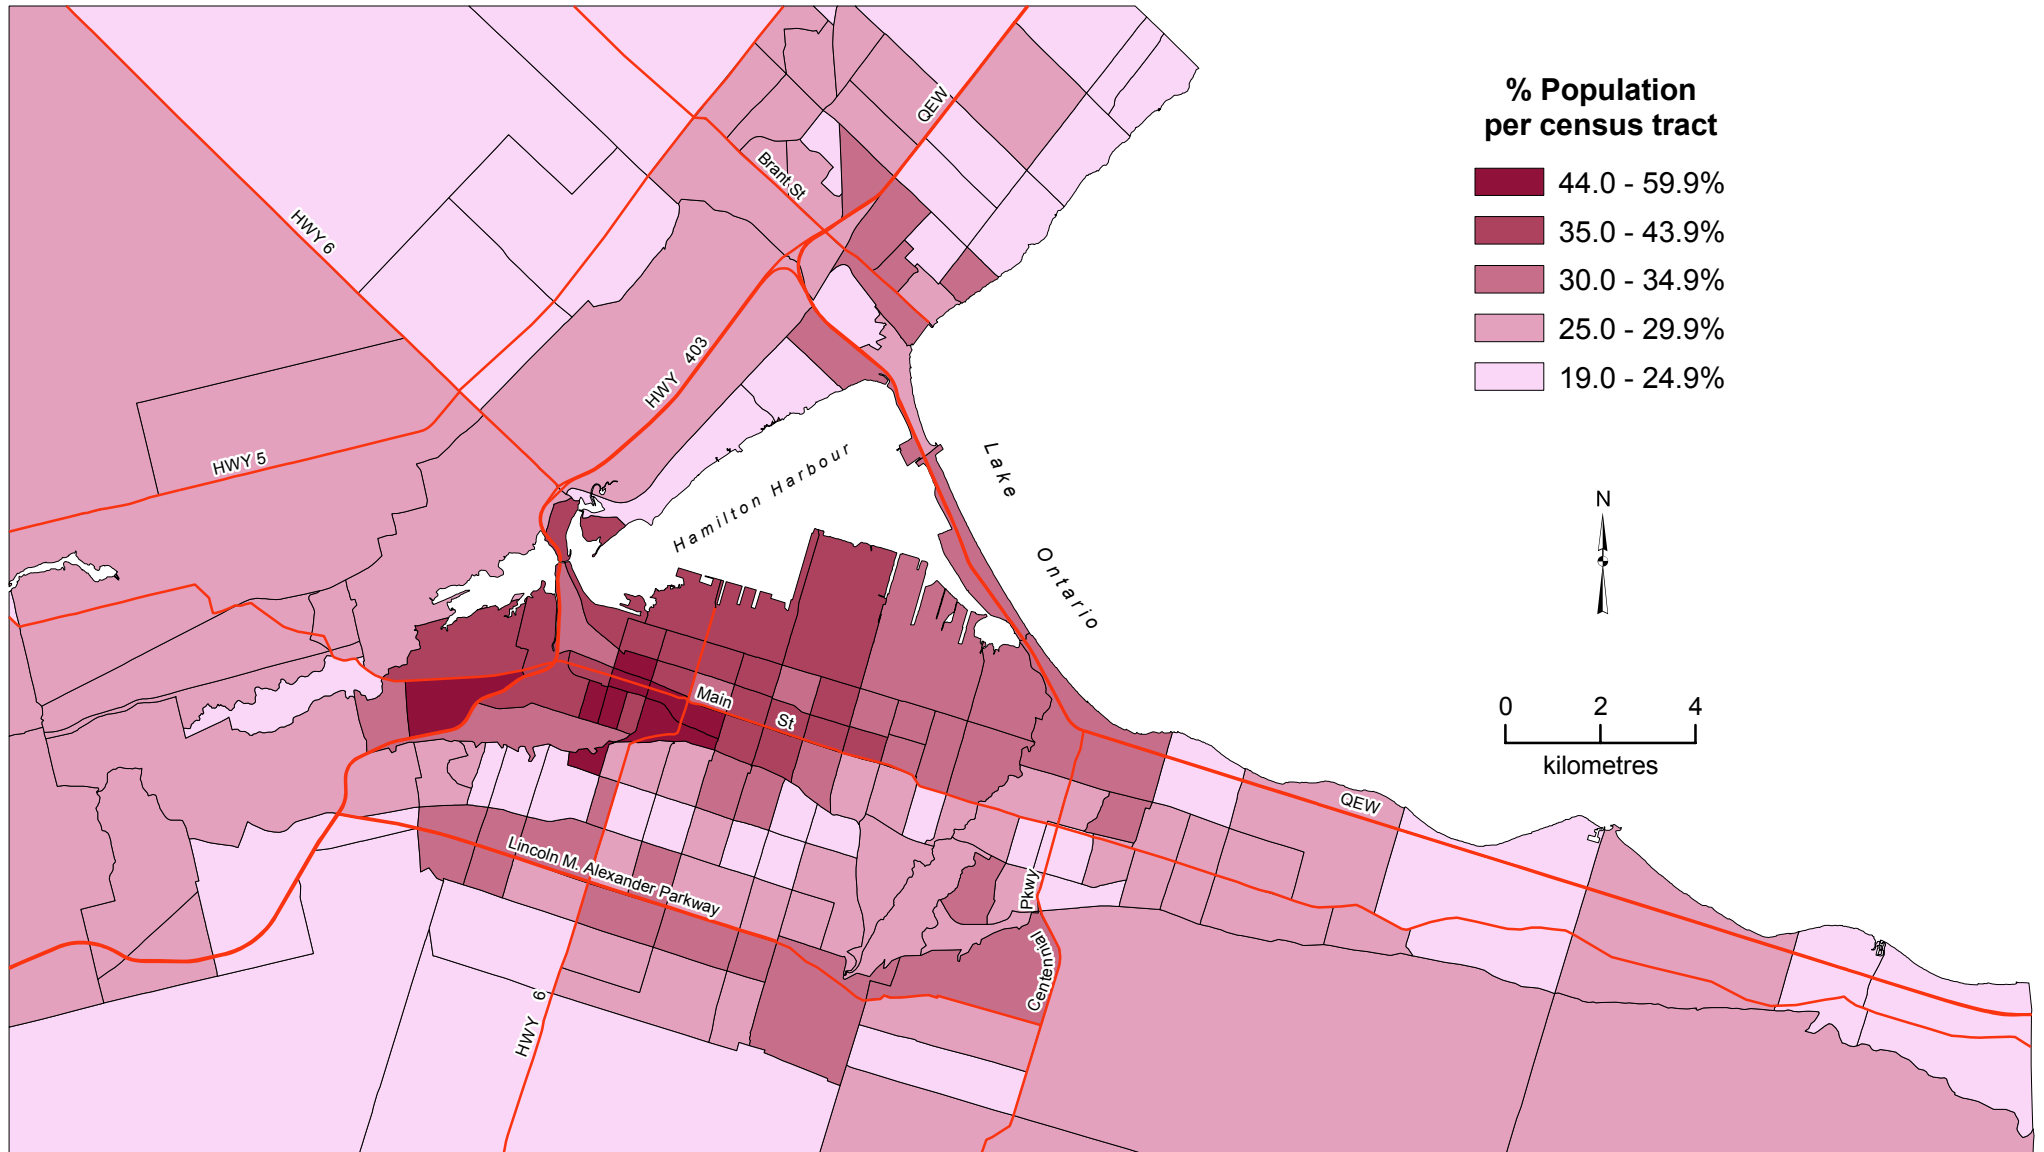 % Population
per census tract
44.0 - 59.9%
35.0 - 43.9%
30.0 - 34.9%
25.0 - 29.9%
19.0 - 24.9%
QEW
Brant St
HWY 6
HWY 403
HWY 5
Hamilton Harbour
Lake Ontario
N
0 2 4
kilometres
Main St
QEW
Lincoln M. Alexander Parkway
Centennial Pkwy
HWY 6